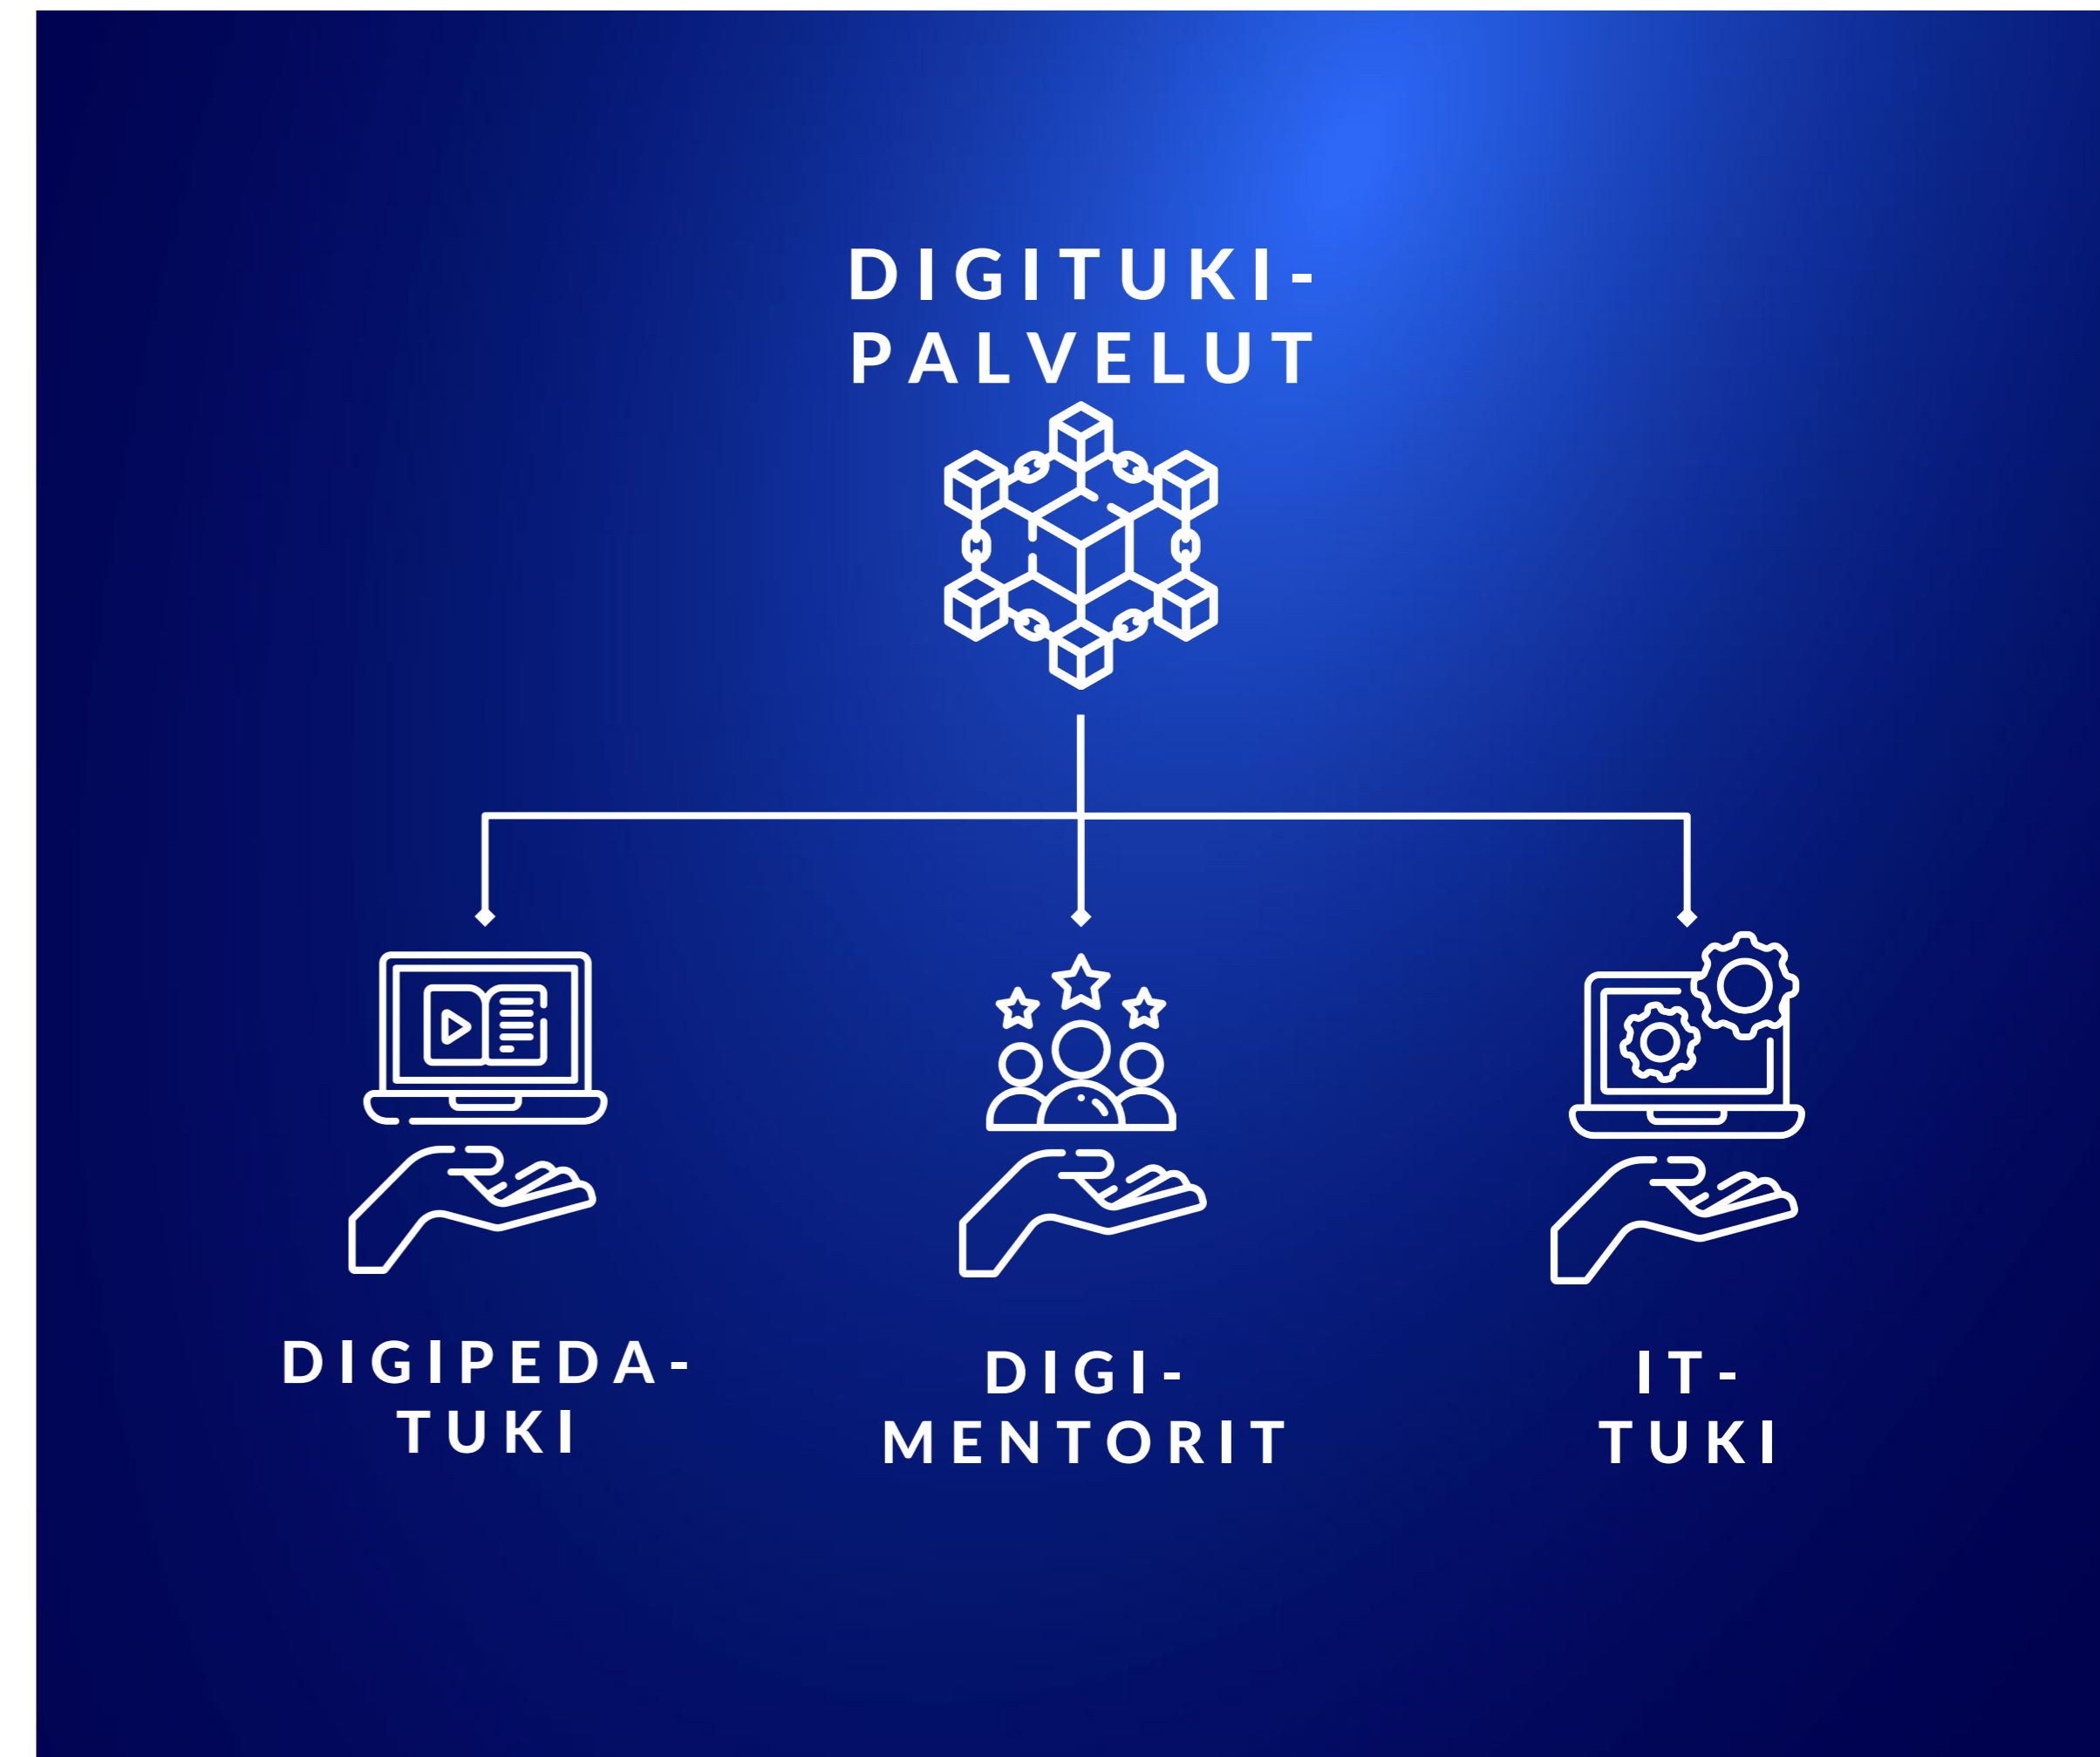 DIGITUKI-
PALVELUT
DIGIPEDA-
TUKI
DIGI-
MENTORIT
IT-
TUKI